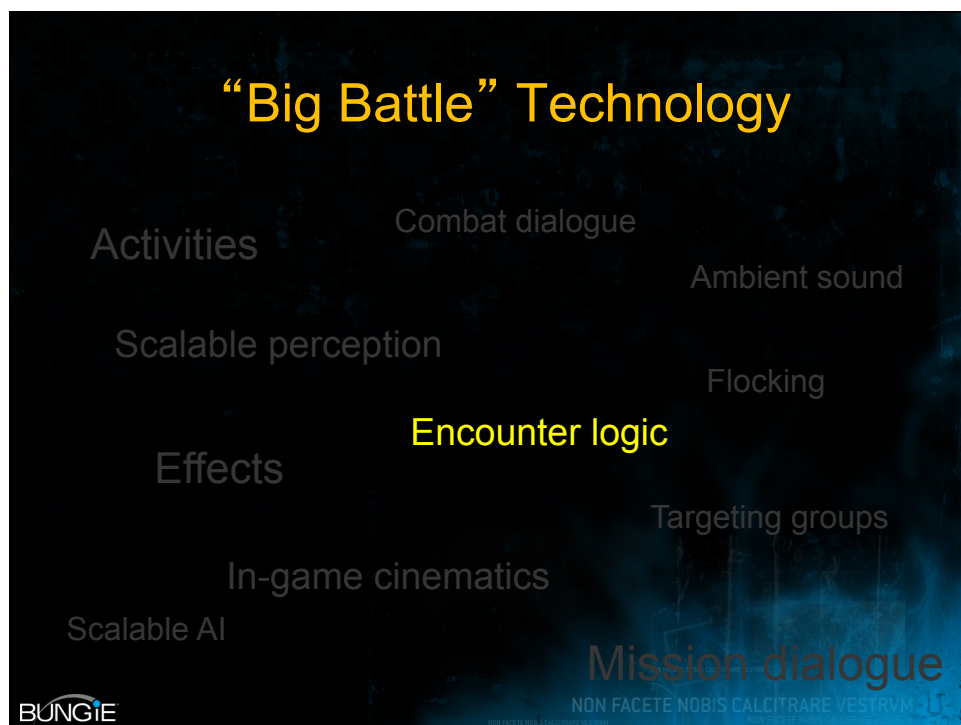 “Big Battle” Technology
Combat dialogue
Activities
Ambient sound
Scalable perception
Flocking
Encounter logic
Effects
Targeting groups
In-game cinematics
Scalable AI
Mission dialogue
NON FACETE NOBIS CALCITRARE VESTRVM
BUNGiE